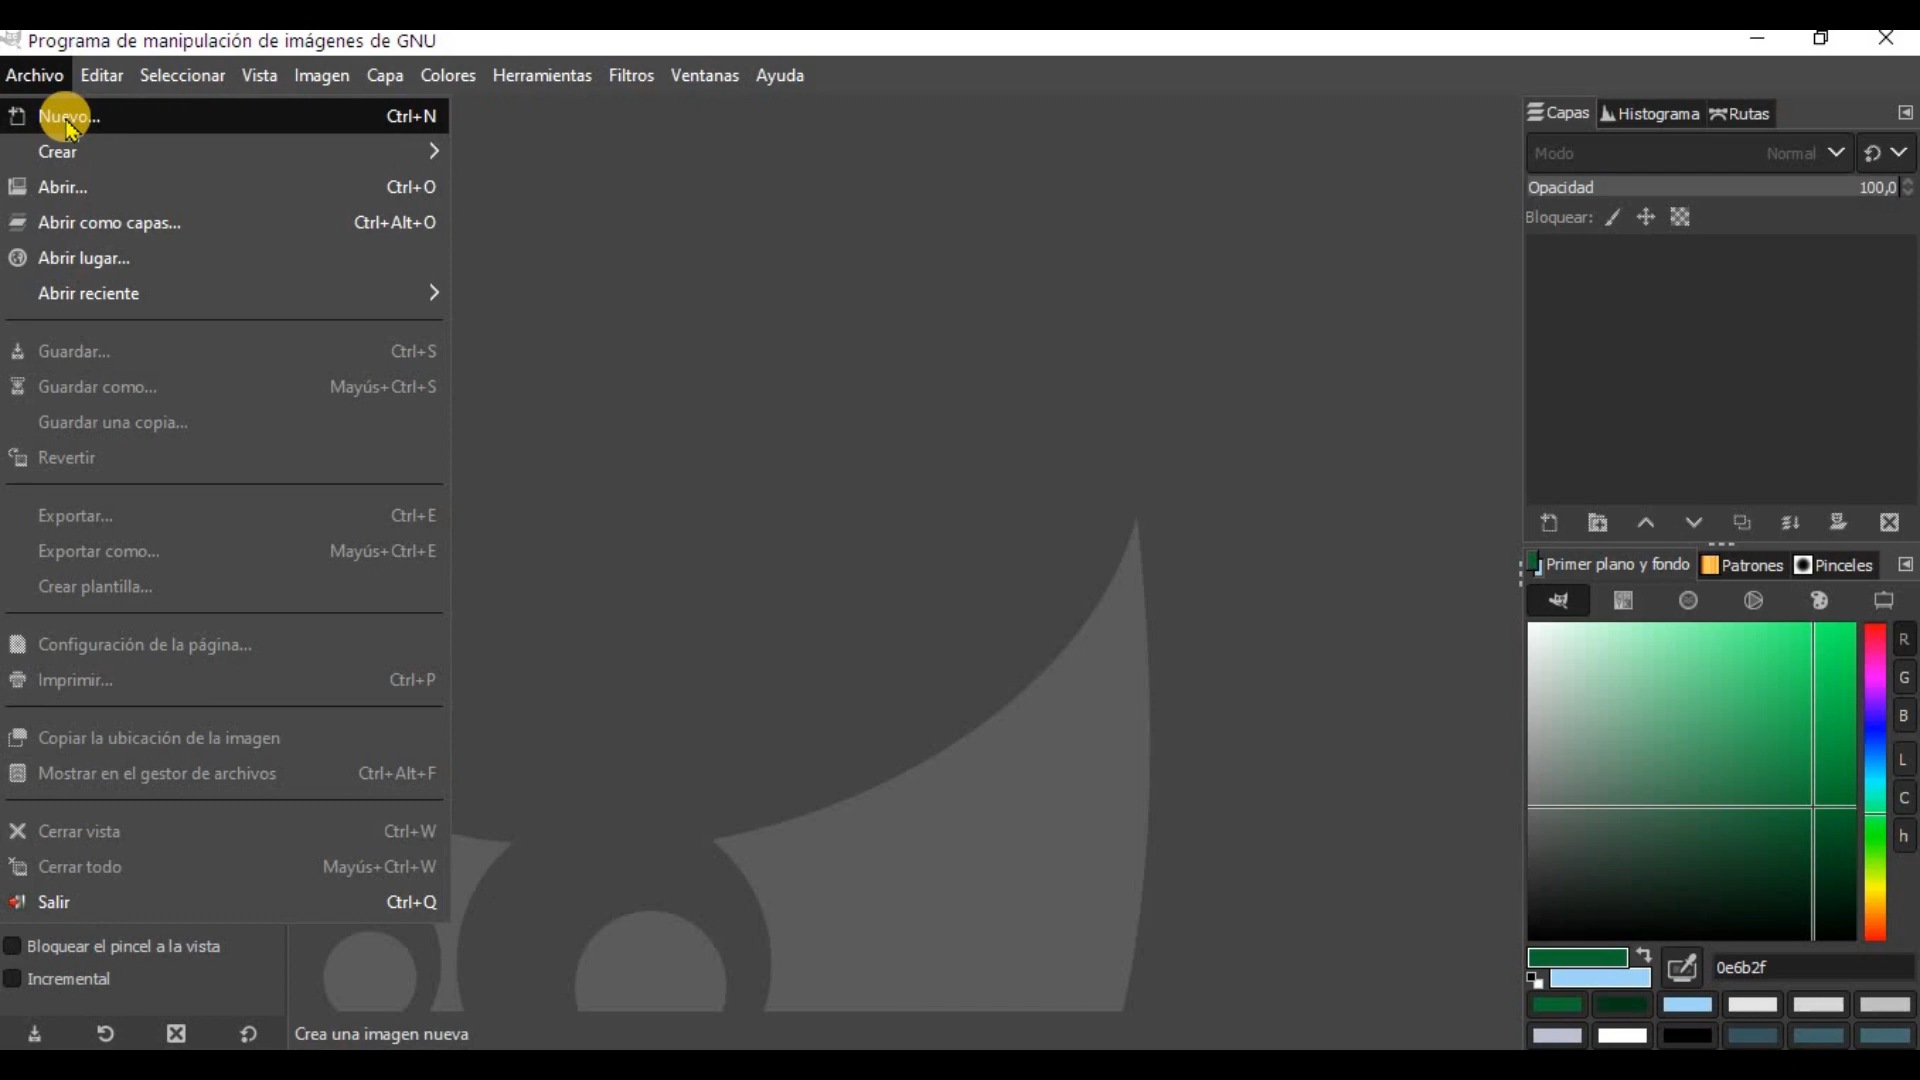 Programa de manipulación de imágenes de GNU
Archivo Editar Seleccionar Vista Imagen Capa Colores Herramientas Filtros Ventanas Ayuda
Nuevo... Ctrl+N
Crear
Abrir... Ctrl+O
Abrir como capas... Ctrl+Alt+O
Abrir lugar...
Abrir reciente
Guardar... Ctrl+S
Guardar como... Mayús+Ctrl+S
Guardar una copia...
Revertir
Exportar... Ctrl+E
Exportar como... Mayús+Ctrl+E
Crear plantilla...
Configuración de la página...
Imprimir... Ctrl+P
Copiar la ubicación de la imagen
Mostrar en el gestor de archivos Ctrl+Alt+F
Cerrar vista Ctrl+W
Cerrar todo Mayús+Ctrl+W
Salir Ctrl+Q
Bloquear el pincel a la vista
Incremental
Crea una imagen nueva
Capas Histograma Rutas
Modo Normal
Opacidad 100,0
Bloquear:
Primer plano y fondo Patrones Pinceles
R
G
B
L
C
h
0e6b2f